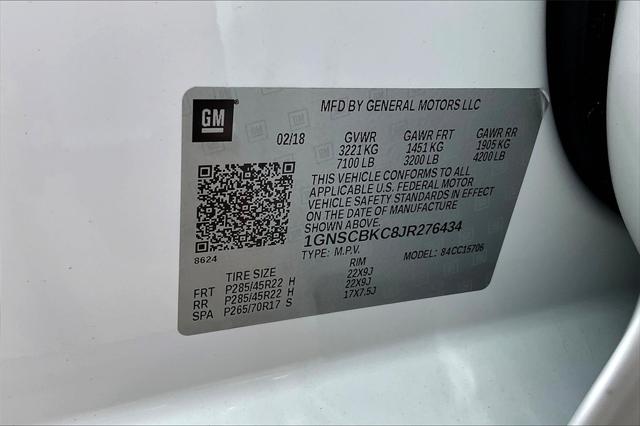 GM
MFD BY GENERAL MOTORS LLC
02/18 GVWR GAWR FRT GAWR RR
3221 KG 1451 KG 1905 KG
7100 LB 3200 LB 4200 LB
THIS VEHICLE CONFORMS TO ALL
APPLICABLE U.S. FEDERAL MOTOR
VEHICLE SAFETY STANDARDS IN EFFECT
ON THE DATE OF MANUFACTURE
SHOWN ABOVE.
1GNSCBKC8JR276434
TYPE: M.P.V. MODEL: 84CC15706
8624
TIRE SIZE RIM
FRT P285/45R22 H 22X9J
RR P285/45R22 H 22X9J
SPA P265/70R17 S 17X7.5J